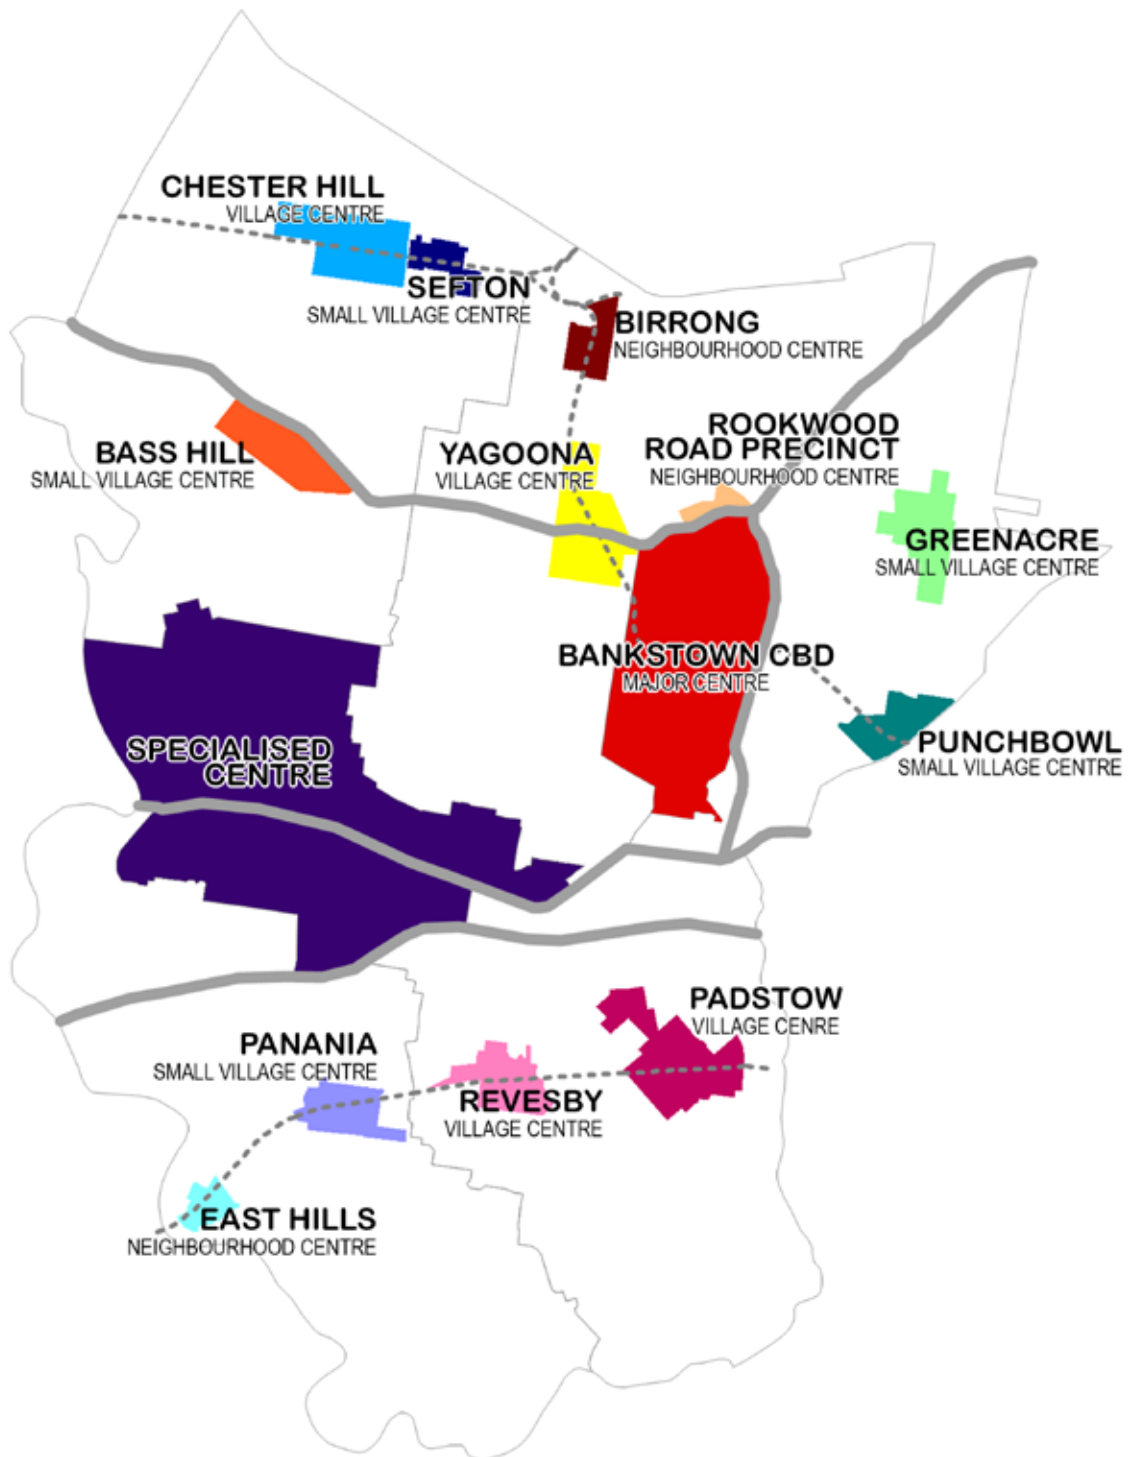 CHESTER HILL
VILLAGE CENTRE
SEFTON
SMALL VILLAGE CENTRE
BIRRONG
NEIGHBOURHOOD CENTRE
BASS HILL
SMALL VILLAGE CENTRE
YAGOONA
VILLAGE CENTRE
ROOKWOOD
ROAD PRECINCT
NEIGHBOURHOOD CENTRE
GREENACRE
SMALL VILLAGE CENTRE
BANKSTOWN CBD
MAJOR CENTRE
SPECIALISED
CENTRE
PUNCHBOWL
SMALL VILLAGE CENTRE
PADSTOW
VILLAGE CENRE
PANANIA
SMALL VILLAGE CENTRE
REVESBY
VILLAGE CENTRE
EAST HILLS
NEIGHBOURHOOD CENTRE